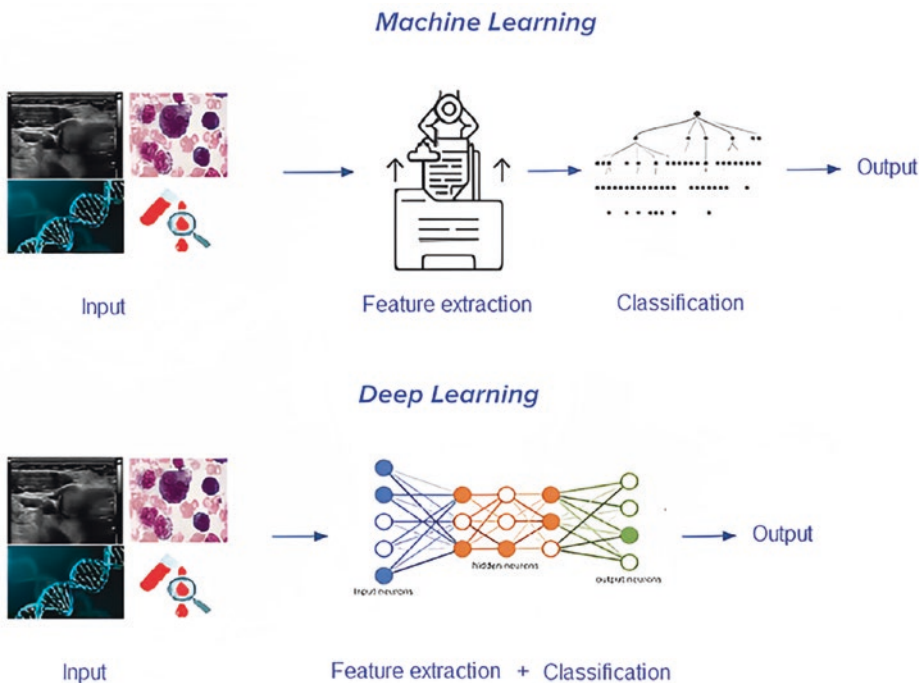 Machine Learning
Output
Input
Feature extraction
Classification
Deep Learning
Output
hidden neurons
Input neurons
output neurons
Input
Feature extraction + Classification